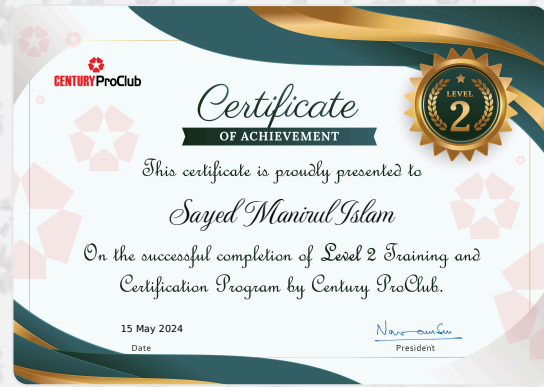 CENTURY ProClub
Certificate
OF ACHIEVEMENT
LEVEL
2
This certificate is proudly presented to
Sayed Manirul Islam
On the successful completion of Level 2 Training and
Certification Program by Century ProClub.
15 May 2024
Date
President